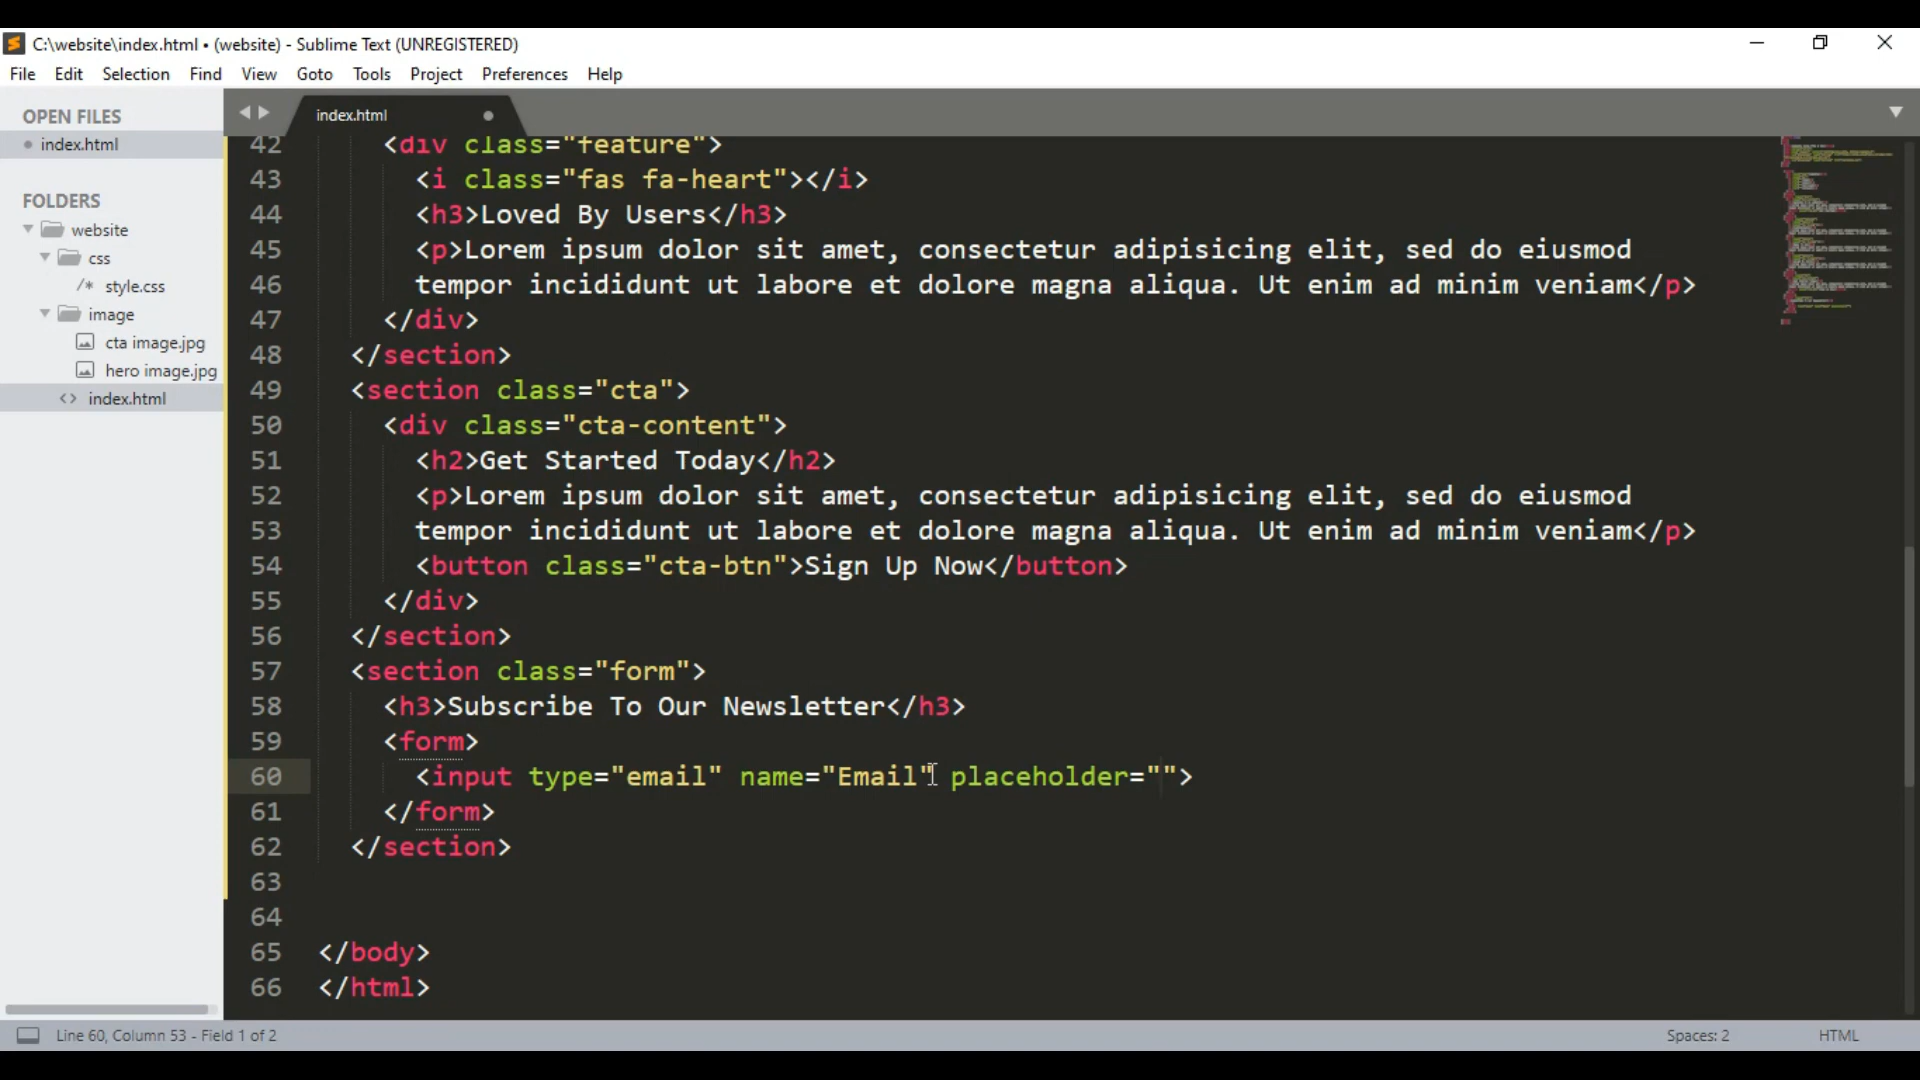 C:\website\index.html • (website) - Sublime Text (UNREGISTERED)
File Edit Selection Find View Goto Tools Project Preferences Help
OPEN FILES
index.html
FOLDERS
website
css
/* style.css
image
cta image.jpg
hero image.jpg
<> index.html
index.html
42 <div class="feature">
43 <i class="fas fa-heart"></i>
44 <h3>Loved By Users</h3>
45 <p>Lorem ipsum dolor sit amet, consectetur adipisicing elit, sed do eiusmod
46 tempor incididunt ut labore et dolore magna aliqua. Ut enim ad minim veniam</p>
47 </div>
48 </section>
49 <section class="cta">
50 <div class="cta-content">
51 <h2>Get Started Today</h2>
52 <p>Lorem ipsum dolor sit amet, consectetur adipisicing elit, sed do eiusmod
53 tempor incididunt ut labore et dolore magna aliqua. Ut enim ad minim veniam</p>
54 <button class="cta-btn">Sign Up Now</button>
55 </div>
56 </section>
57 <section class="form">
58 <h3>Subscribe To Our Newsletter</h3>
59 <form>
60 <input type="email" name="Email" placeholder="">
61 </form>
62 </section>
63
64
65 </body>
66 </html>
Line 60, Column 53 - Field 1 of 2
Spaces: 2
HTML